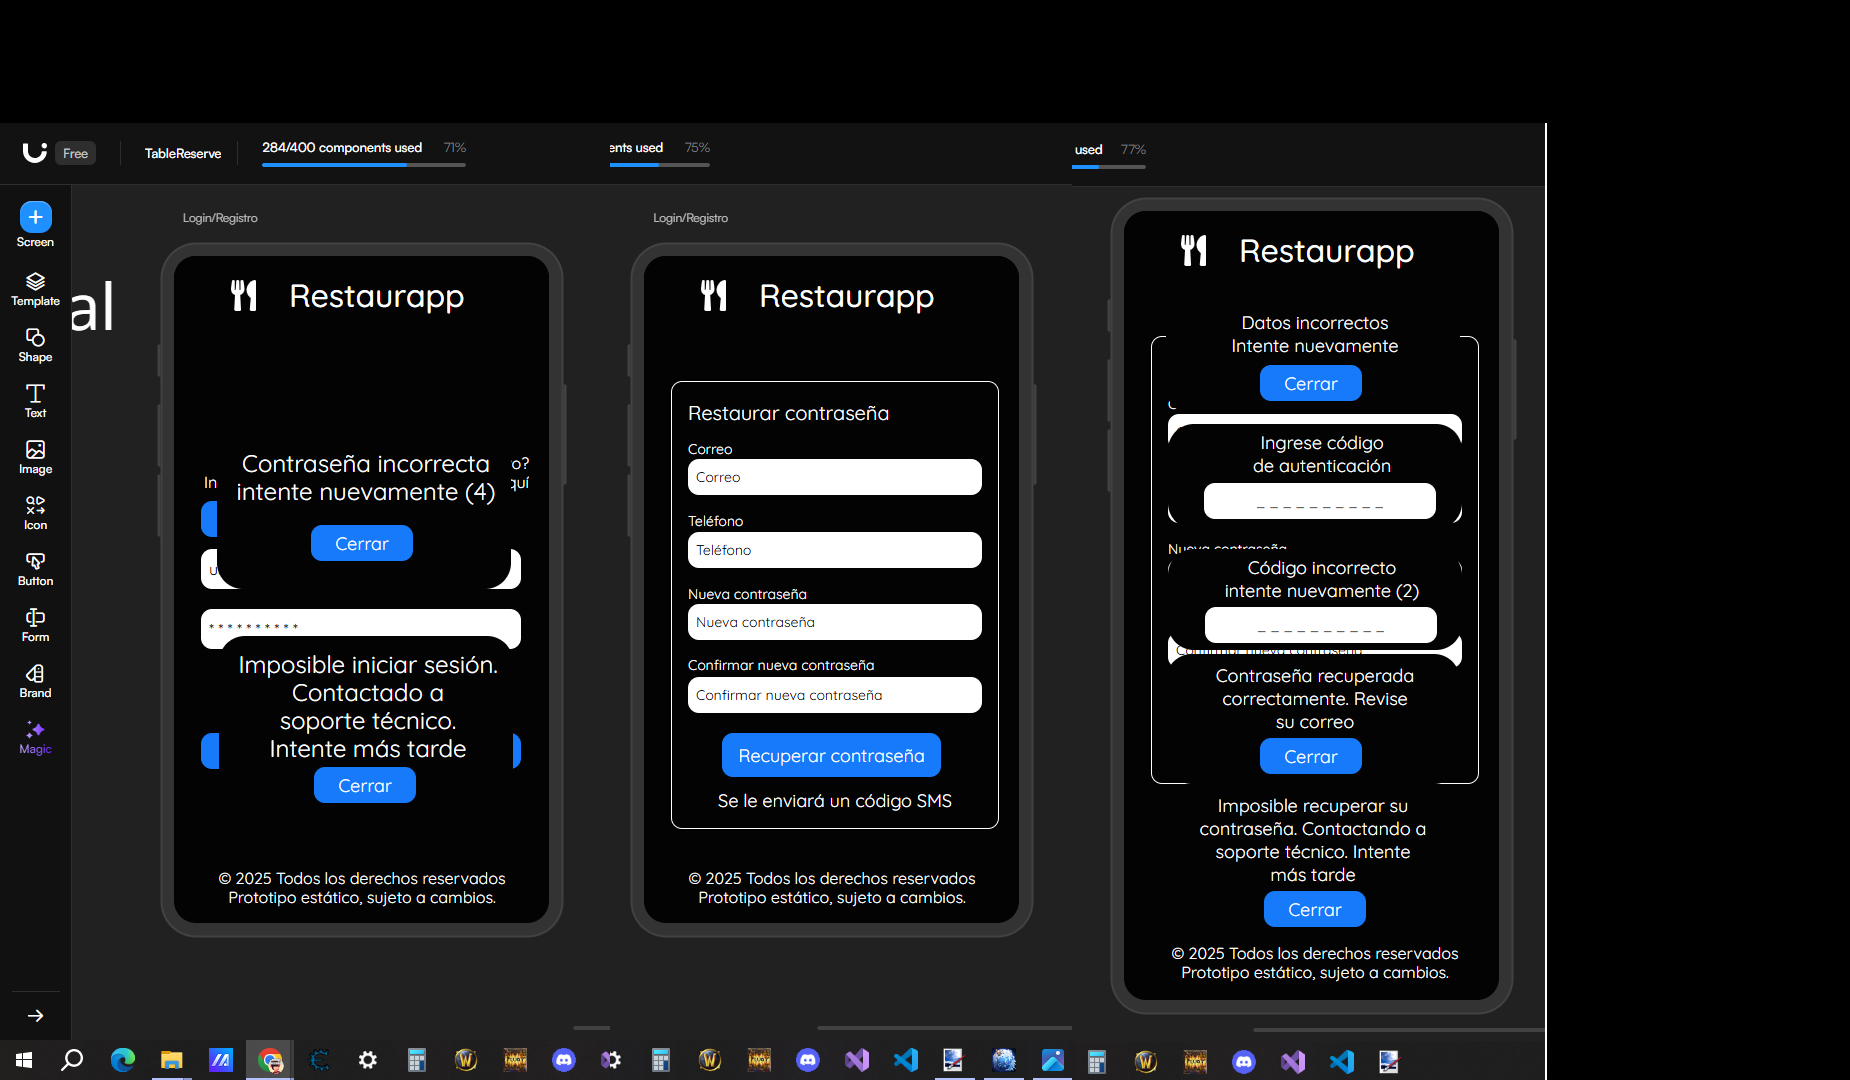 Free
TableReserve
284/400 components used 71%
ents used 75%
used 77%
Screen
Template
Shape
Text
Image
Icon
Button
Form
Brand
Magic
al
Login/Registro
Restaurapp
Contraseña incorrecta
intente nuevamente (4)
o?
In
quí
Cerrar
U
* * * * * * * * * *
Imposible iniciar sesión.
Contactado a
soporte técnico.
Intente más tarde
Cerrar
© 2025 Todos los derechos reservados
Prototipo estático, sujeto a cambios.
Login/Registro
Restaurapp
Restaurar contraseña
Correo
Correo
Teléfono
Teléfono
Nueva contraseña
Nueva contraseña
Confirmar nueva contraseña
Confirmar nueva contraseña
Recuperar contraseña
Se le enviará un código SMS
© 2025 Todos los derechos reservados
Prototipo estático, sujeto a cambios.
Restaurapp
Datos incorrectos
Intente nuevamente
Cerrar
Ingrese código
de autenticación
_ _ _ _ _ _ _ _ _ _
Nueva contraseña
Código incorrecto
intente nuevamente (2)
_ _ _ _ _ _ _ _ _ _
Confirmar nueva contraseña
Contraseña recuperada
correctamente. Revise
su correo
Cerrar
Imposible recuperar su
contraseña. Contactando a
soporte técnico. Intente
más tarde
Cerrar
© 2025 Todos los derechos reservados
Prototipo estático, sujeto a cambios.